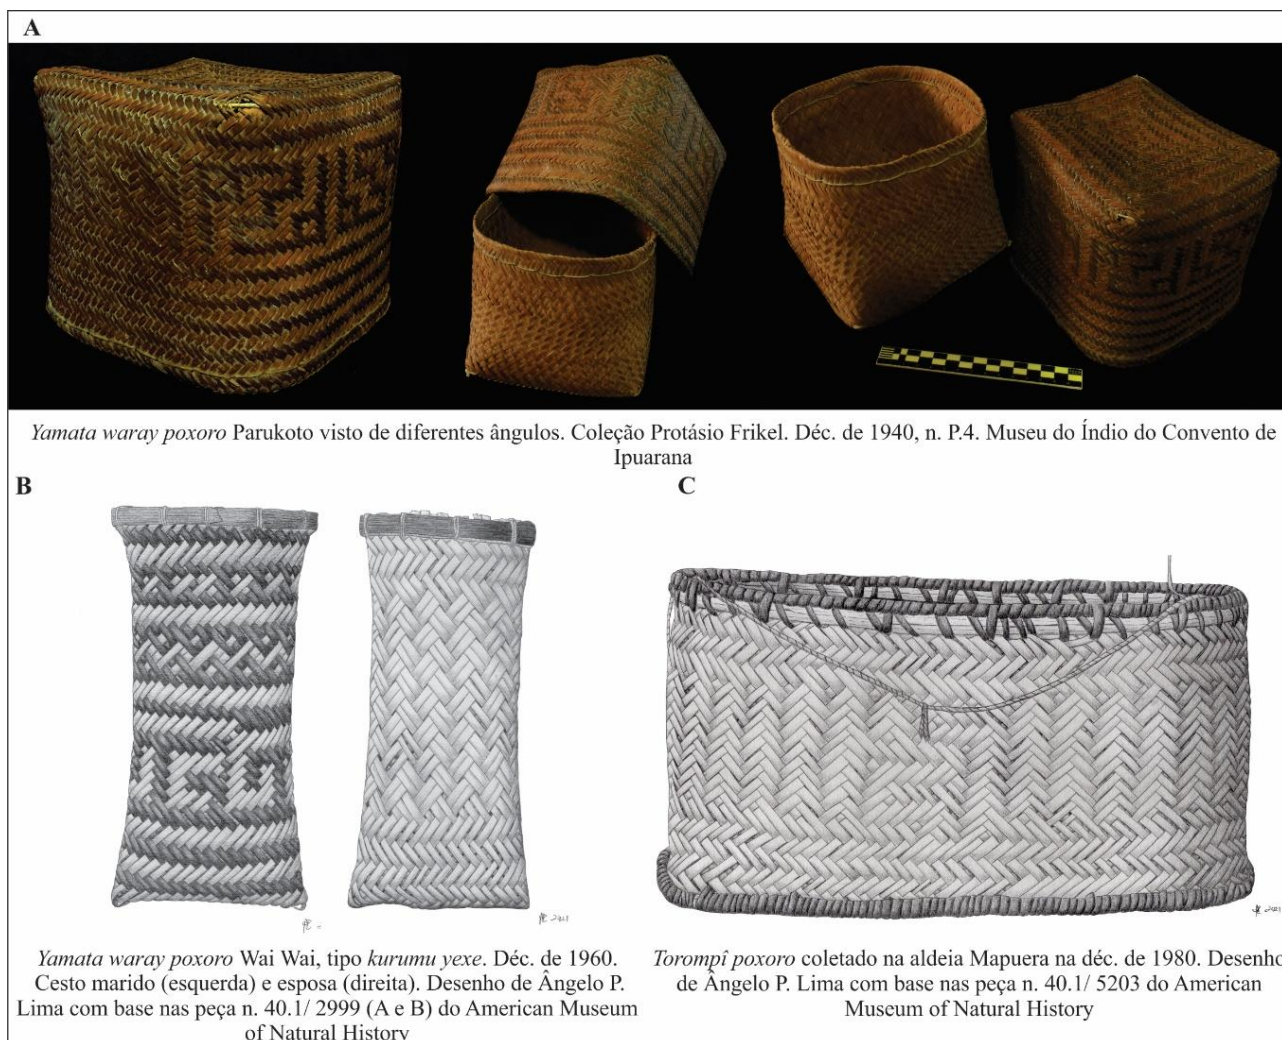 A
Yamata waray poxoro Parukoto visto de diferentes ângulos. Coleção Protásio Frikel. Déc. de 1940, n. P.4. Museu do Índio do Convento de
Ipuarana
B
C
Yamata waray poxoro Wai Wai, tipo kurumu yexe. Déc. de 1960.
Cesto marido (esquerda) e esposa (direita). Desenho de Ângelo P.
Lima com base nas peça n. 40.1/ 2999 (A e B) do American Museum
of Natural History
Torompî poxoro coletado na aldeia Mapuera na déc. de 1980. Desenho
de Ângelo P. Lima com base nas peça n. 40.1/ 5203 do American
Museum of Natural History